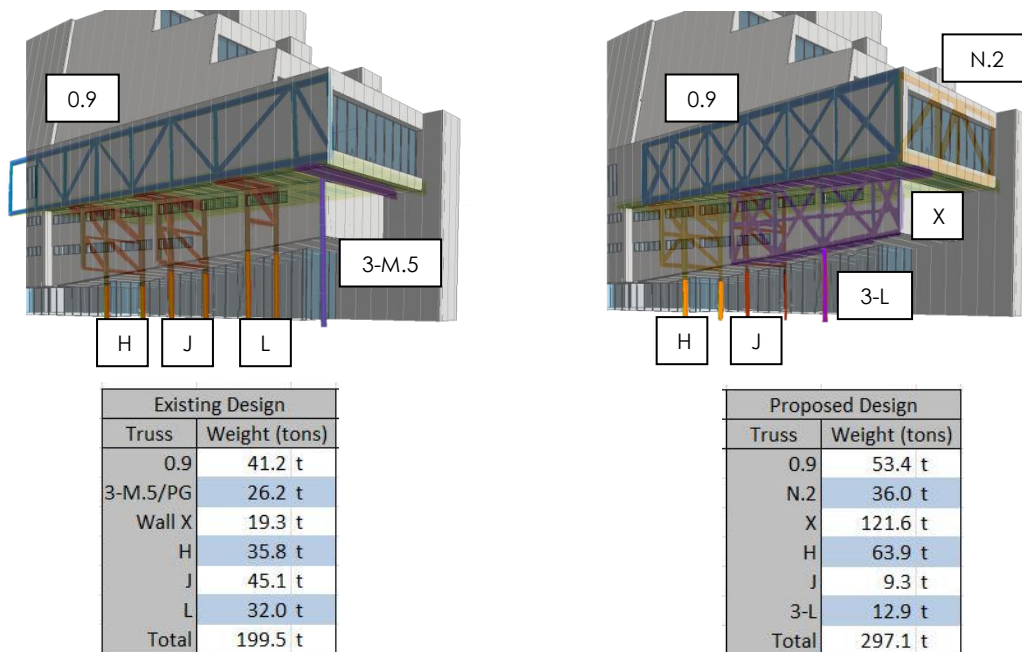 0.9
3-M.5
H
J
L
N.2
0.9
X
3-L
H
J
Existing Design
Truss Weight (tons)
0.9 41.2 t
3-M.5/PG 26.2 t
Wall X 19.3 t
H 35.8 t
J 45.1 t
L 32.0 t
Total 199.5 t
Proposed Design
Truss Weight (tons)
0.9 53.4 t
N.2 36.0 t
X 121.6 t
H 63.9 t
J 9.3 t
3-L 12.9 t
Total 297.1 t